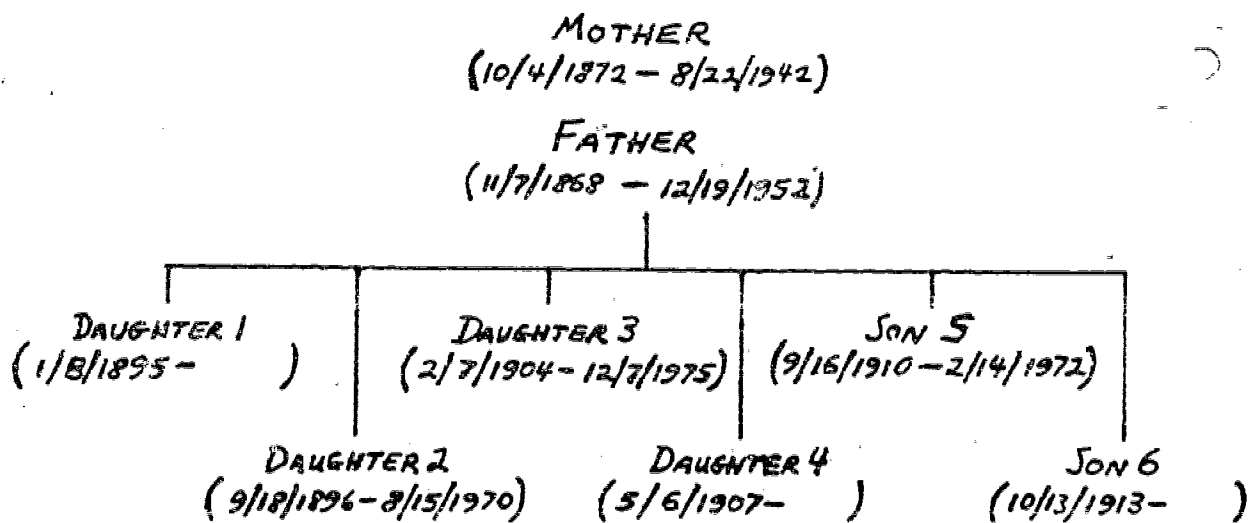 MOTHER
(10/4/1872 – 8/22/1942)
FATHER
(11/7/1868 – 12/19/1952)
DAUGHTER 1
(1/8/1895 – )
DAUGHTER 3
(2/7/1904 – 12/7/1975)
SON 5
(9/16/1910 – 2/14/1972)
DAUGHTER 2
(9/18/1896 – 8/15/1970)
DAUGHTER 4
(5/6/1907 – )
SON 6
(10/13/1913 – )